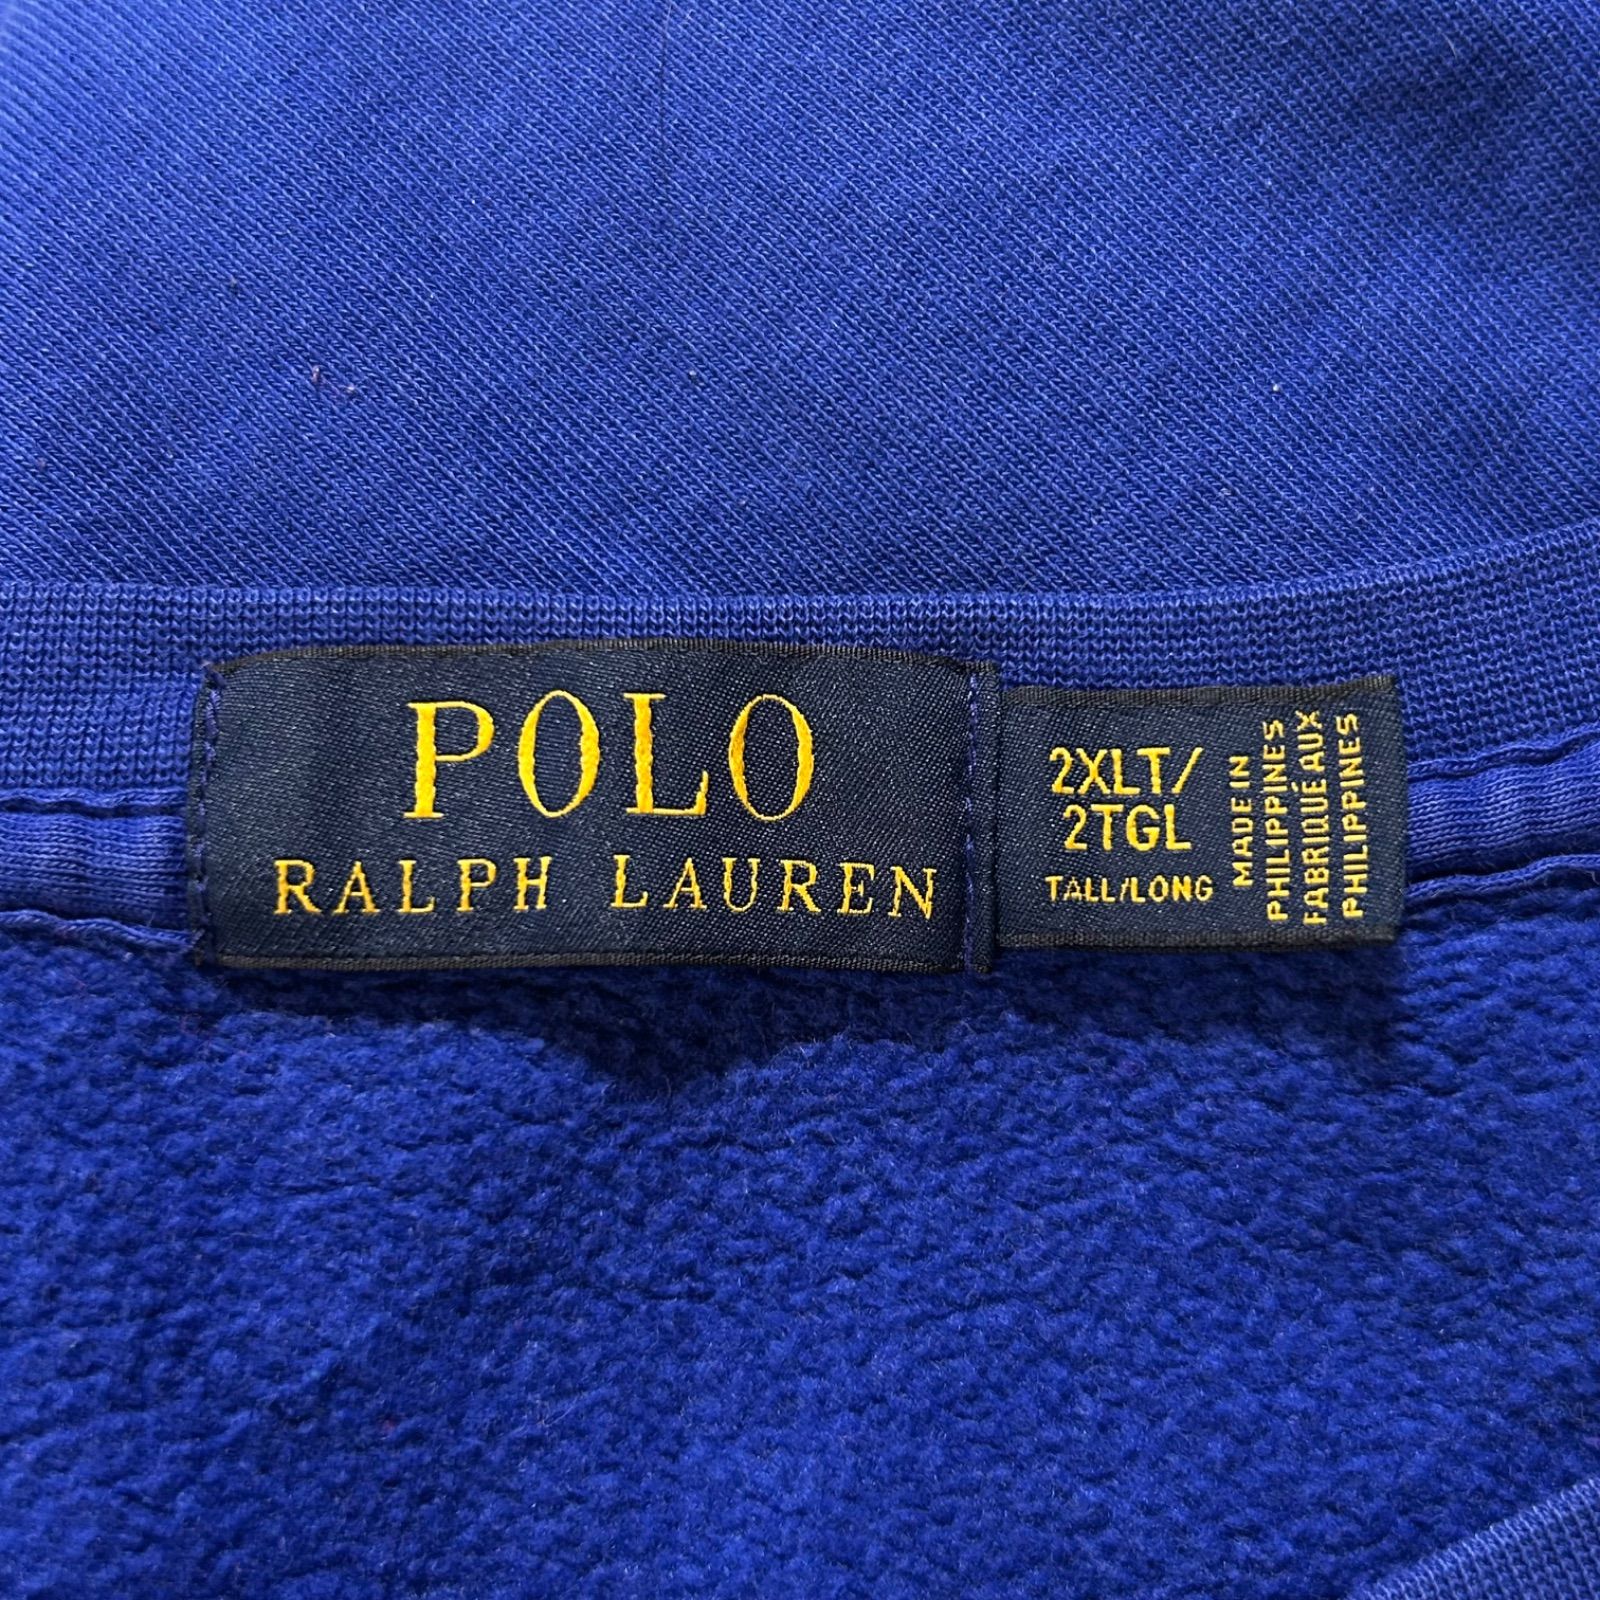 POLO
RALPH LAUREN
2XLT/
2TGL
TALL/LONG
MADE IN
PHILIPPINES
FABRIQUÉ AUX
PHILIPPINES